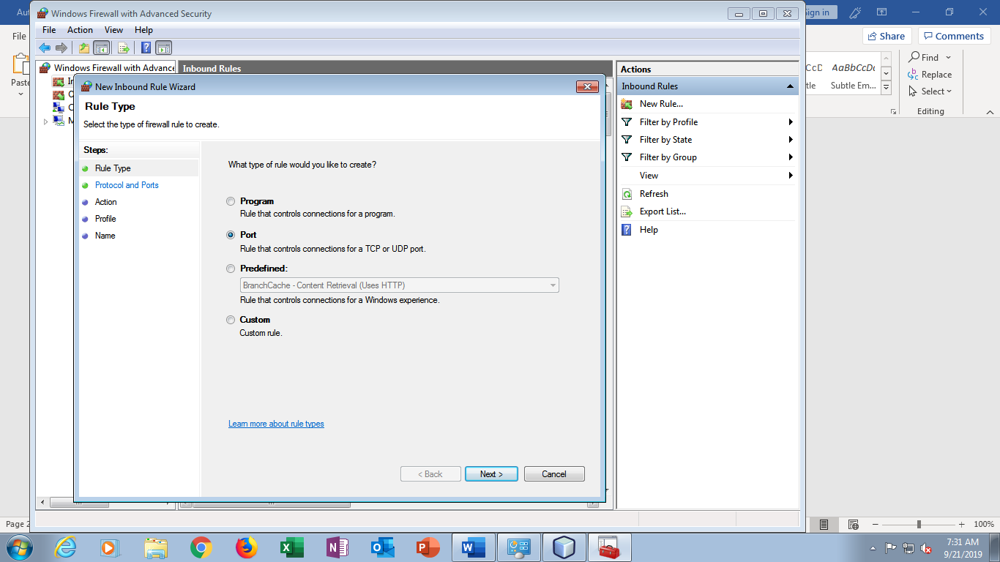 Windows Firewall with Advanced Security
Sign in
File Action View Help
File
Share
Comments
Paste
Windows Firewall with Advance
Inbound Rules
Actions
New Inbound Rule Wizard
Rule Type
Select the type of firewall rule to create.
Steps:
Rule Type
Protocol and Ports
Action
Profile
Name
What type of rule would you like to create?
Program
Rule that controls connections for a program.
Port
Rule that controls connections for a TCP or UDP port.
Predefined:
BranchCache - Content Retrieval (Uses HTTP)
Rule that controls connections for a Windows experience.
Custom
Custom rule.
Learn more about rule types
< Back
Next >
Cancel
Inbound Rules
New Rule...
Filter by Profile
Filter by State
Filter by Group
View
Refresh
Export List...
Help
AaBbCcDc
Subtle Em...
Find
Replace
Select
Editing
Page 2
100%
7:31 AM
9/21/2019